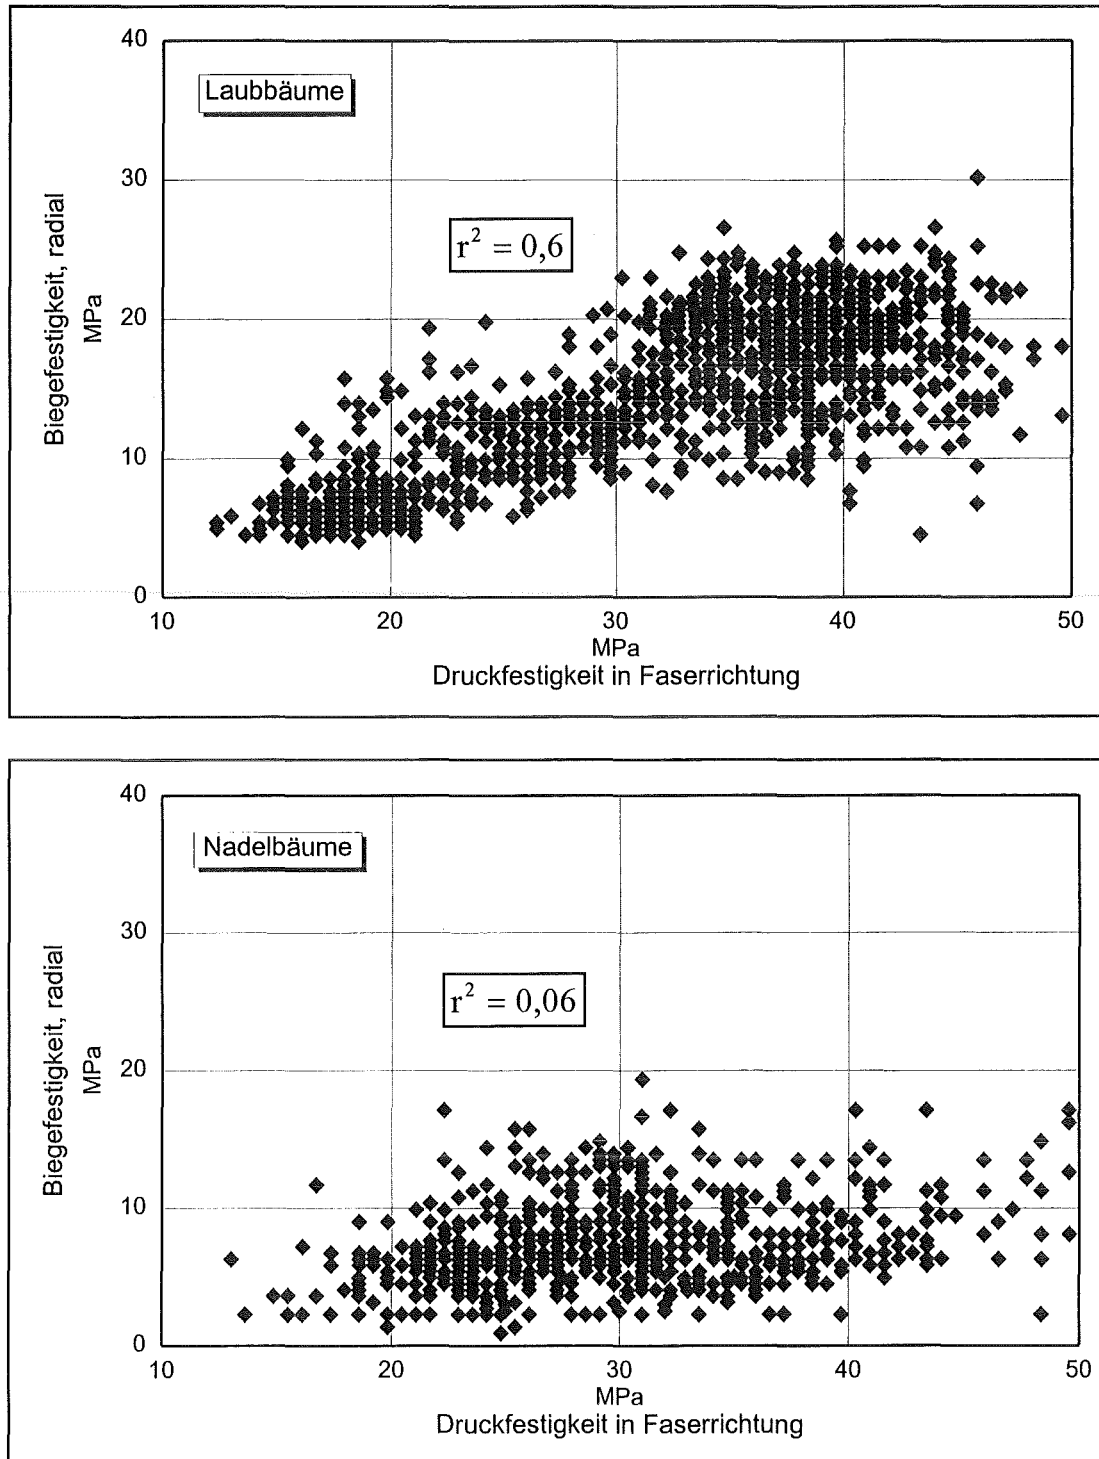 40
Laubbäume
30
Biegefestigkeit, radial
MPa
r² = 0,6
20
10
0
10 20 30 40 50
MPa
Druckfestigkeit in Faserrichtung
40
Nadelbäume
30
Biegefestigkeit, radial
MPa
r² = 0,06
20
10
0
10 20 30 40 50
MPa
Druckfestigkeit in Faserrichtung